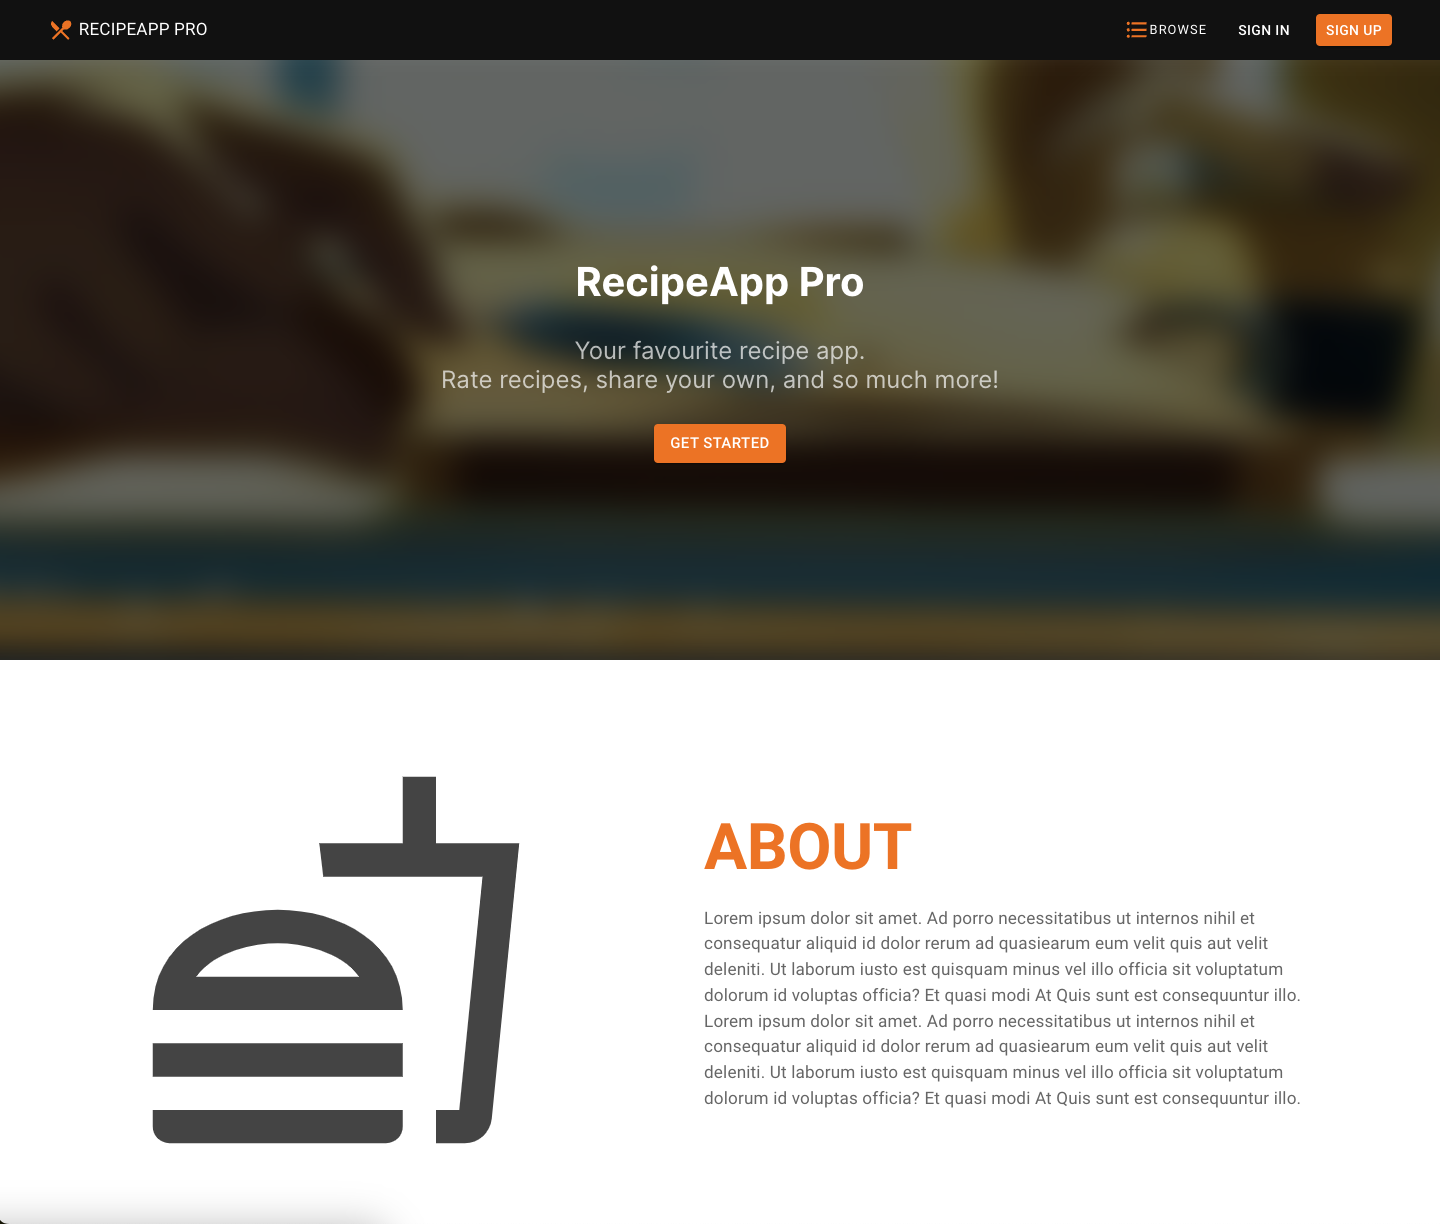 RECIPEAPP PRO
BROWSE
SIGN IN
SIGN UP
RecipeApp Pro
Your favourite recipe app.
Rate recipes, share your own, and so much more!
GET STARTED
ABOUT
Lorem ipsum dolor sit amet. Ad porro necessitatibus ut internos nihil et
consequatur aliquid id dolor rerum ad quasiearum eum velit quis aut velit
deleniti. Ut laborum iusto est quisquam minus vel illo officia sit voluptatum
dolorum id voluptas officia? Et quasi modi At Quis sunt est consequuntur illo.
Lorem ipsum dolor sit amet. Ad porro necessitatibus ut internos nihil et
consequatur aliquid id dolor rerum ad quasiearum eum velit quis aut velit
deleniti. Ut laborum iusto est quisquam minus vel illo officia sit voluptatum
dolorum id voluptas officia? Et quasi modi At Quis sunt est consequuntur illo.